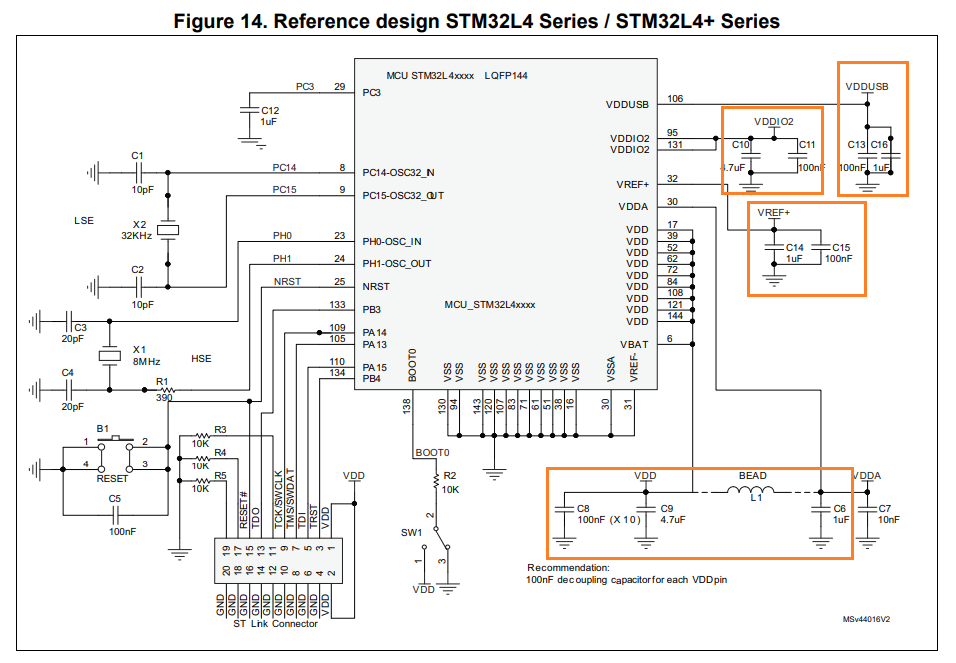 Figure 14. Reference design STM32L4 Series / STM32L4+ Series
MCU STM32L4xxxx LQFP144
PC3 29 PC3
C12
1uF
VDDUSB 106
VDDUSB
C13 C16
100nF 1uF
VDDIO2 95
VDDIO2 131
VDDIO2
C10 C11
4.7uF 100nF
C1
10pF
PC14 8 PC14-OSC32_IN
PC15 9 PC15-OSC32_OUT
LSE
X2
32KHz
C2
10pF
VREF+ 32
VDDA 30
VREF+
C14
1uF
C15
100nF
PH0 23 PH0-OSC_IN
PH1 24 PH1-OSC_OUT
NRST 25 NRST
133 PB3
109 PA14
105 PA13
110 PA15
134 PB4
MCU_STM32L4xxxx
VDD 17
VDD 39
VDD 52
VDD 62
VDD 72
VDD 84
VDD 108
VDD 121
VDD 144
VBAT 6
C3
20pF
X1
8MHz
HSE
C4
20pF
R1
390
BOOT0 VSS VSS VSS VSS VSS VSS VSS VSS VSS VSS VSS VSSA VREF-
138 130 94 143 120 107 83 71 61 51 38 16 30 31
B1
1 2
4 3
RESET
C5
100nF
R3
10K
R4
10K
R5
10K
BOOT0
R2
10K
SW1
2
1 3
VDD
RESET# TDO TCK/SWCLK TMS/SWDAT TDI TRST VDD
VDD
19 17 15 13 11 9 7 5 3 1
20 18 16 14 12 10 8 6 4 2
GND GND GND GND GND GND GND GND VDD
ST Link Connector
VDD BEAD VDDA
L1
C8
100nF (X 10)
C9
4.7uF
C6
1uF
C7
10nF
Recommendation:
100nF decoupling capacitor for each VDD pin
MSv44016V2